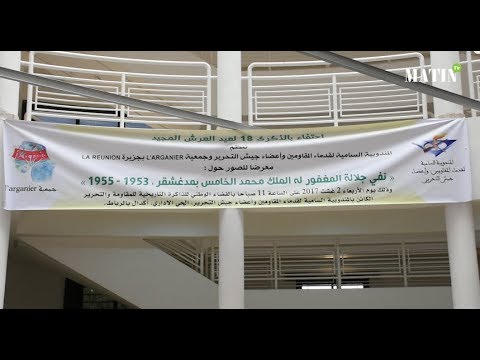 MATIN TV
احتفاء بالذكرى 18 لعيد العرش المجيد
تنظم
المندوبية السامية لقدماء المقاومين وأعضاء جيش التحرير وجمعية L'ARGANIER بجزيرة LA REUNION
معرضا للصور حول :
« نفي جلالة المغفور له الملك محمد الخامس بمدغشقر ، 1953 - 1955 »
وذلك يوم الأربعاء 2 غشت 2017 على الساعة 11 صباحا بالفضاء الوطني للذاكرة التاريخية للمقاومة والتحرير
الكائن بالمندوبية السامية لقدماء المقاومين وأعضاء جيش التحرير، الحي الاداري، أكدال بالرباط.
المندوبية السامية
لقدماء المقاومين وأعضاء
جيش التحرير
l'arganier
جمعية